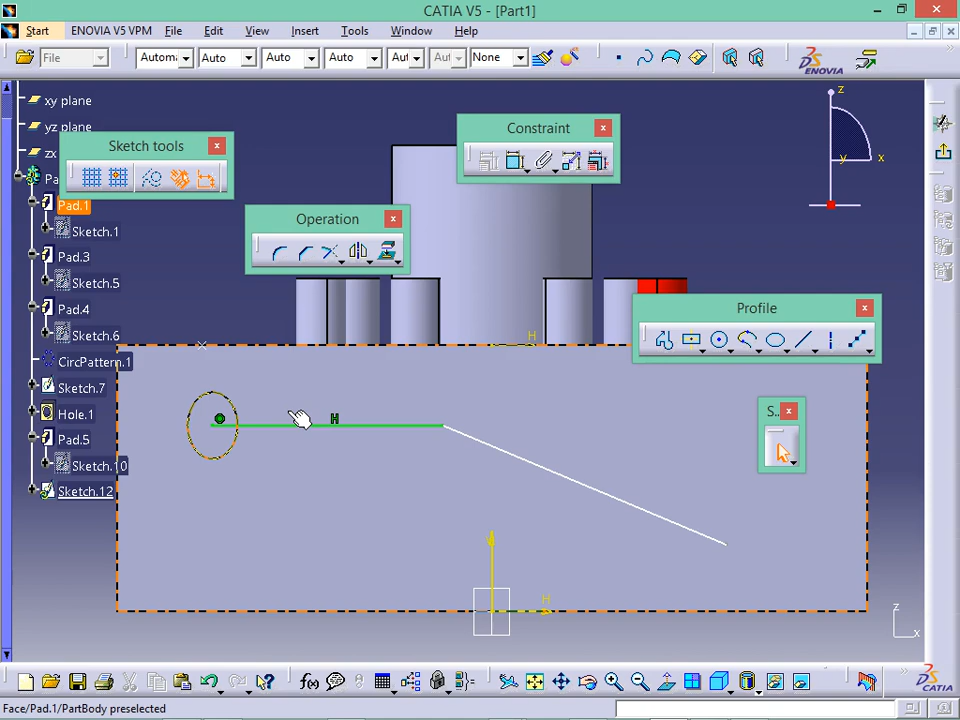 CATIA V5 - [Part1]
Start ENOVIA V5 VPM File Edit View Insert Tools Window Help
File Automa Auto Auto Auto Aut Aut None
ENOVIA
xy plane
yz plane
zx
Pa
Pad.1
Sketch.1
Pad.3
Sketch.5
Pad.4
Sketch.6
CircPattern.1
Sketch.7
Hole.1
Pad.5
Sketch.10
Sketch.12
Sketch tools
Operation
Constraint
Profile
S..
z
y
x
H
H
V
H
z
x
f(x)
CATIA
Face/Pad.1/PartBody preselected